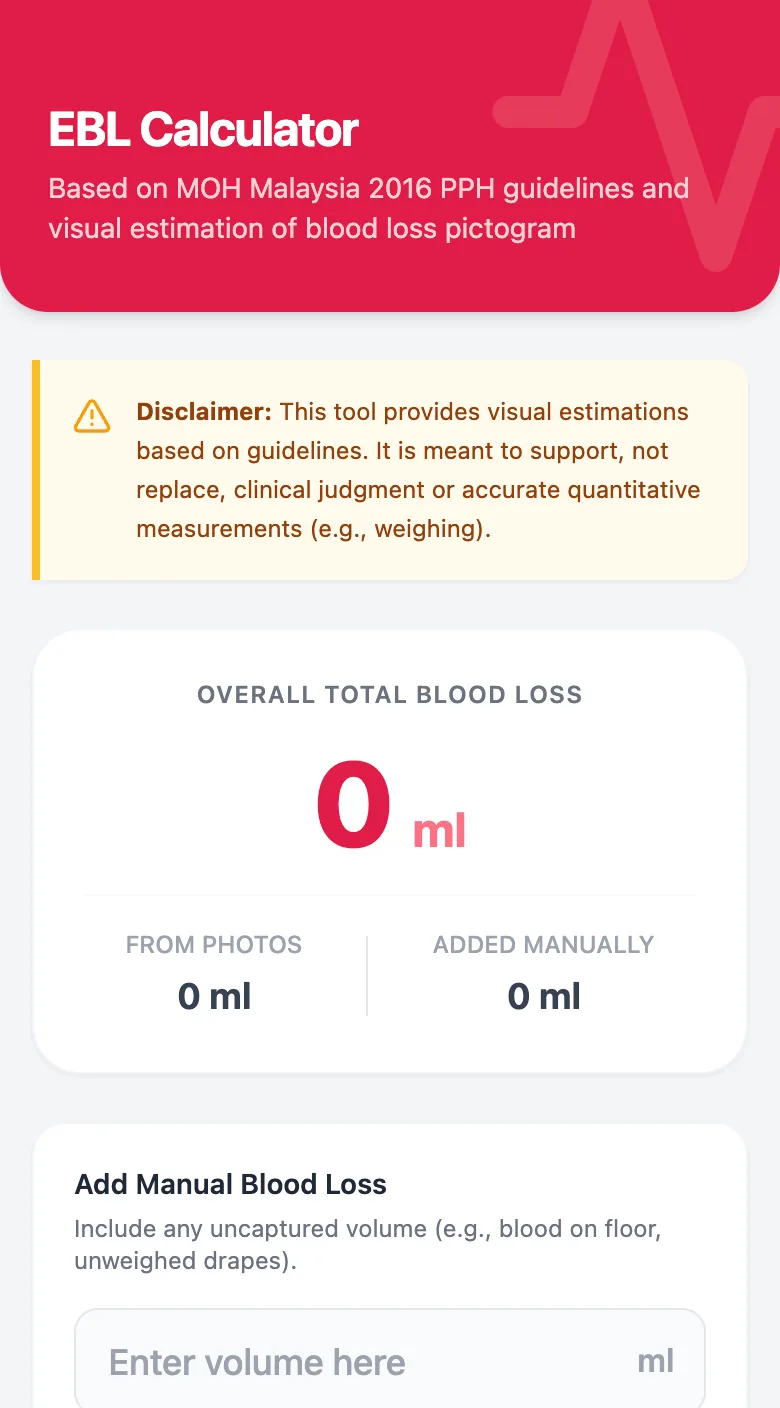 EBL Calculator
Based on MOH Malaysia 2016 PPH guidelines and
visual estimation of blood loss pictogram
Disclaimer: This tool provides visual estimations
based on guidelines. It is meant to support, not
replace, clinical judgment or accurate quantitative
measurements (e.g., weighing).
OVERALL TOTAL BLOOD LOSS
0 ml
FROM PHOTOS
0 ml
ADDED MANUALLY
0 ml
Add Manual Blood Loss
Include any uncaptured volume (e.g., blood on floor,
unweighed drapes).
Enter volume here ml